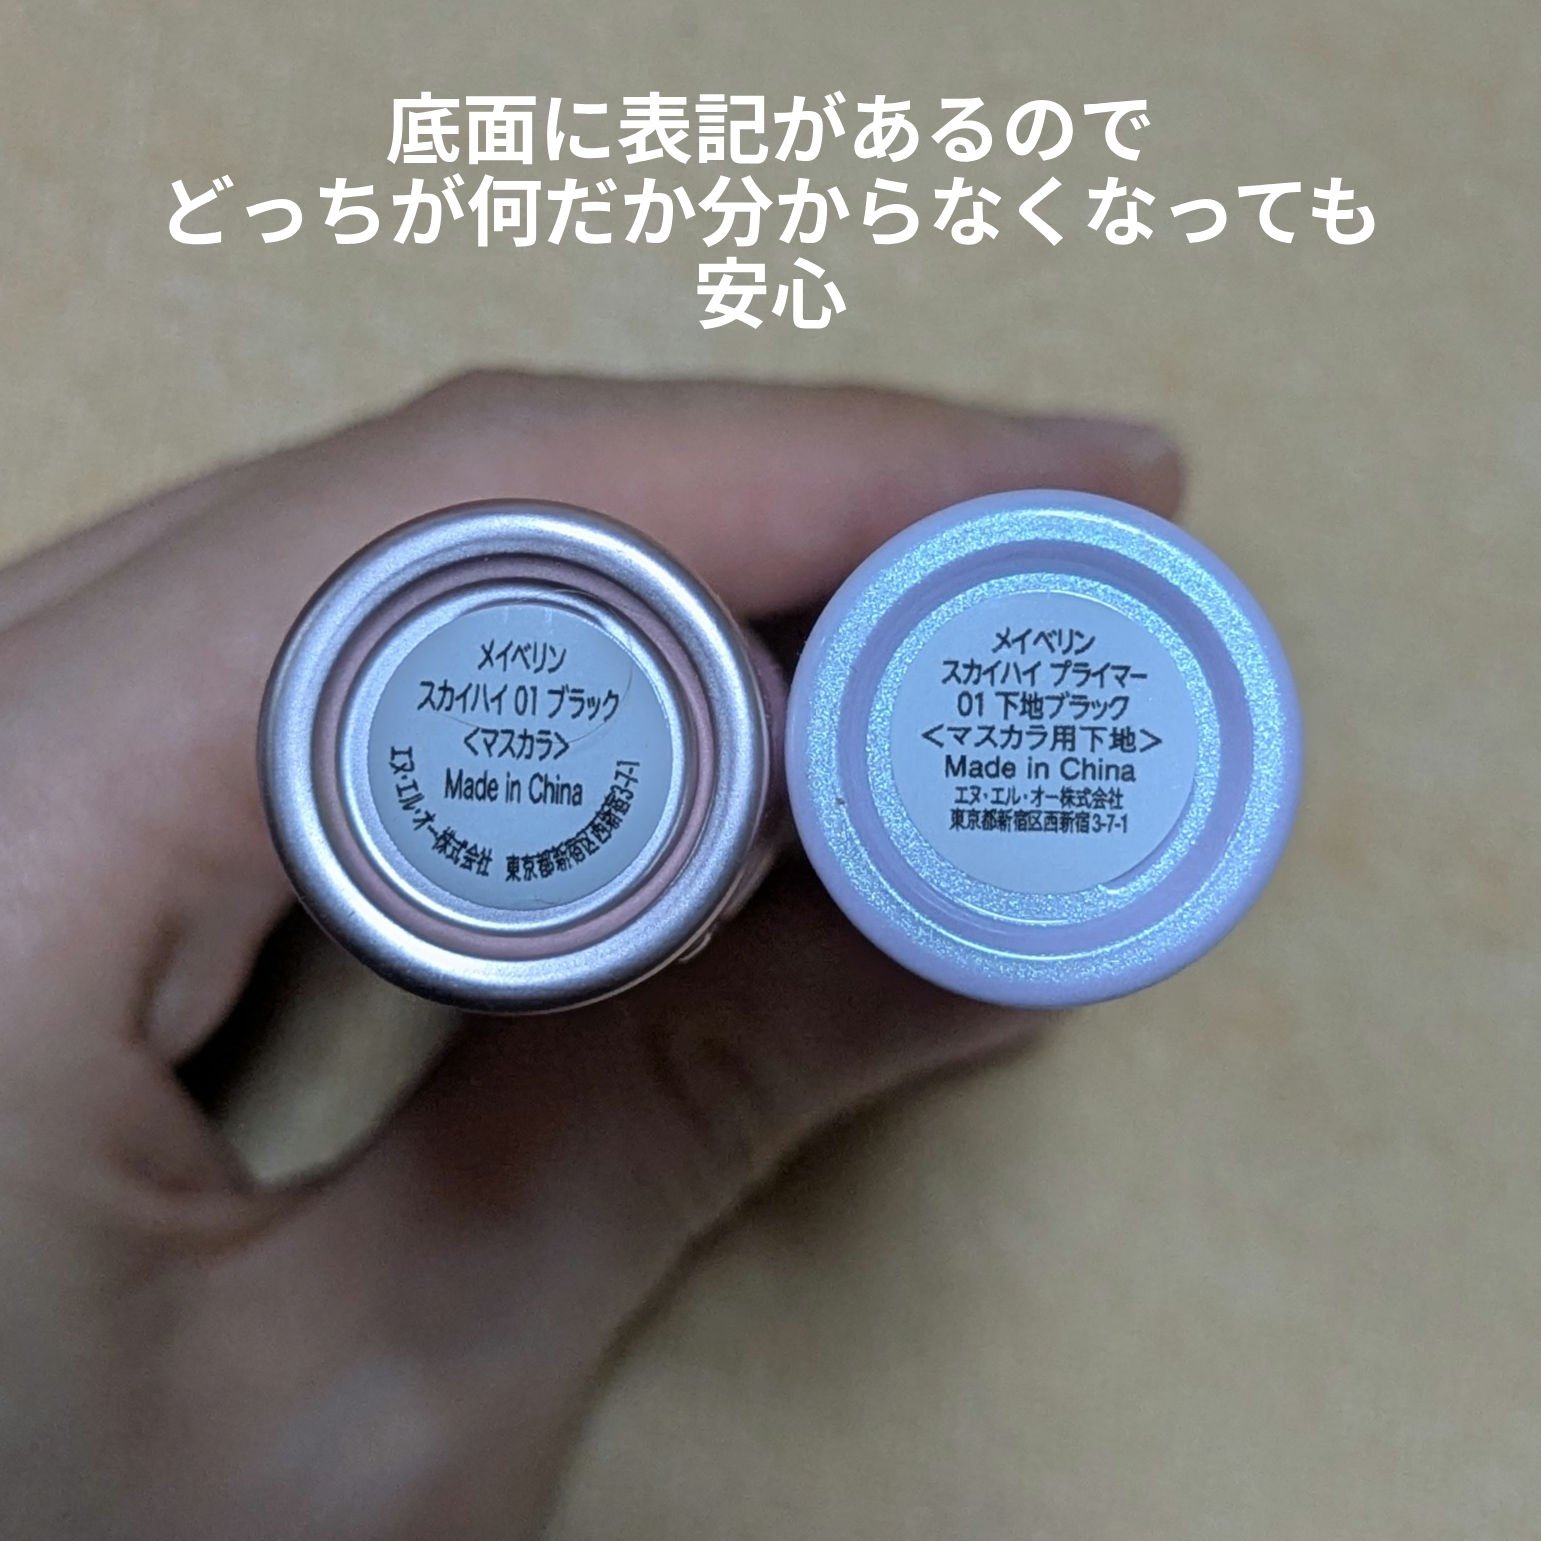 底面に表記があるので
どっちが何だか分からなくなっても
安心
メイベリン
スカイハイ 01 ブラック
<マスカラ>
Made in China
エヌ・エル・オー株式会社 東京都新宿区西新宿3-7-1
メイベリン
スカイハイ プライマー
01 下地ブラック
<マスカラ用下地>
Made in China
エヌ・エル・オー株式会社
東京都新宿区西新宿3-7-1